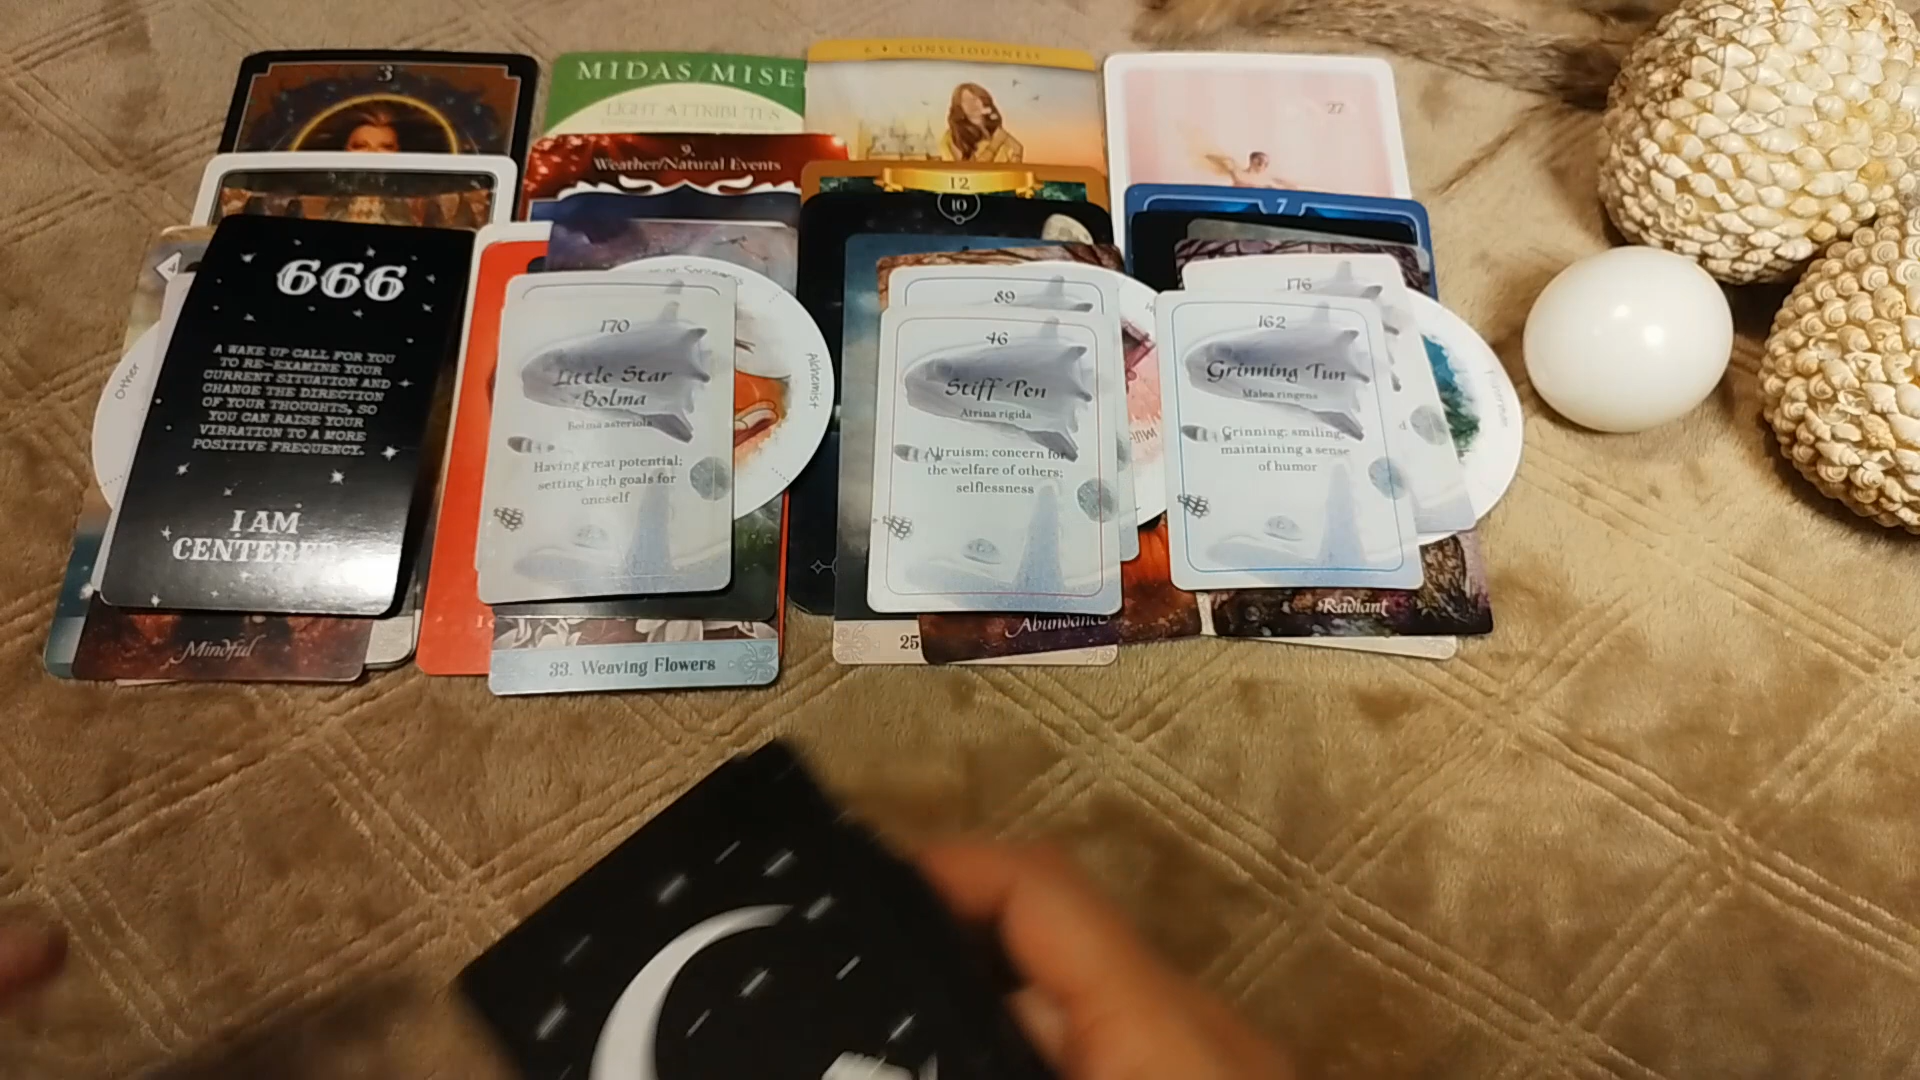 3
MIDAS/MISE
LIGHT ATTRIBUTES
6 CONSCIOUSNESS
27
9.
Weather/Natural Events
12
10
7
4
Other
666
A WAKE UP CALL FOR YOU
TO RE-EXAMINE YOUR
CURRENT SITUATION AND
CHANGE THE DIRECTION
OF YOUR THOUGHTS, SO
YOU CAN RAISE YOUR
VIBRATION TO A MORE
POSITIVE FREQUENCY.
I AM
CENTERED
Mindful
170
Little Star
Bolma
Bolma asteriola
Having great potential;
setting high goals for
oneself
Alchemist
33. Weaving Flowers
89
46
Stiff Pen
Atrina rigida
Altruism; concern for
the welfare of others;
selflessness
25
Abundance
176
162
Grinning Tun
Malea ringens
Grinning; smiling;
maintaining a sense
of humor
d
Radiant